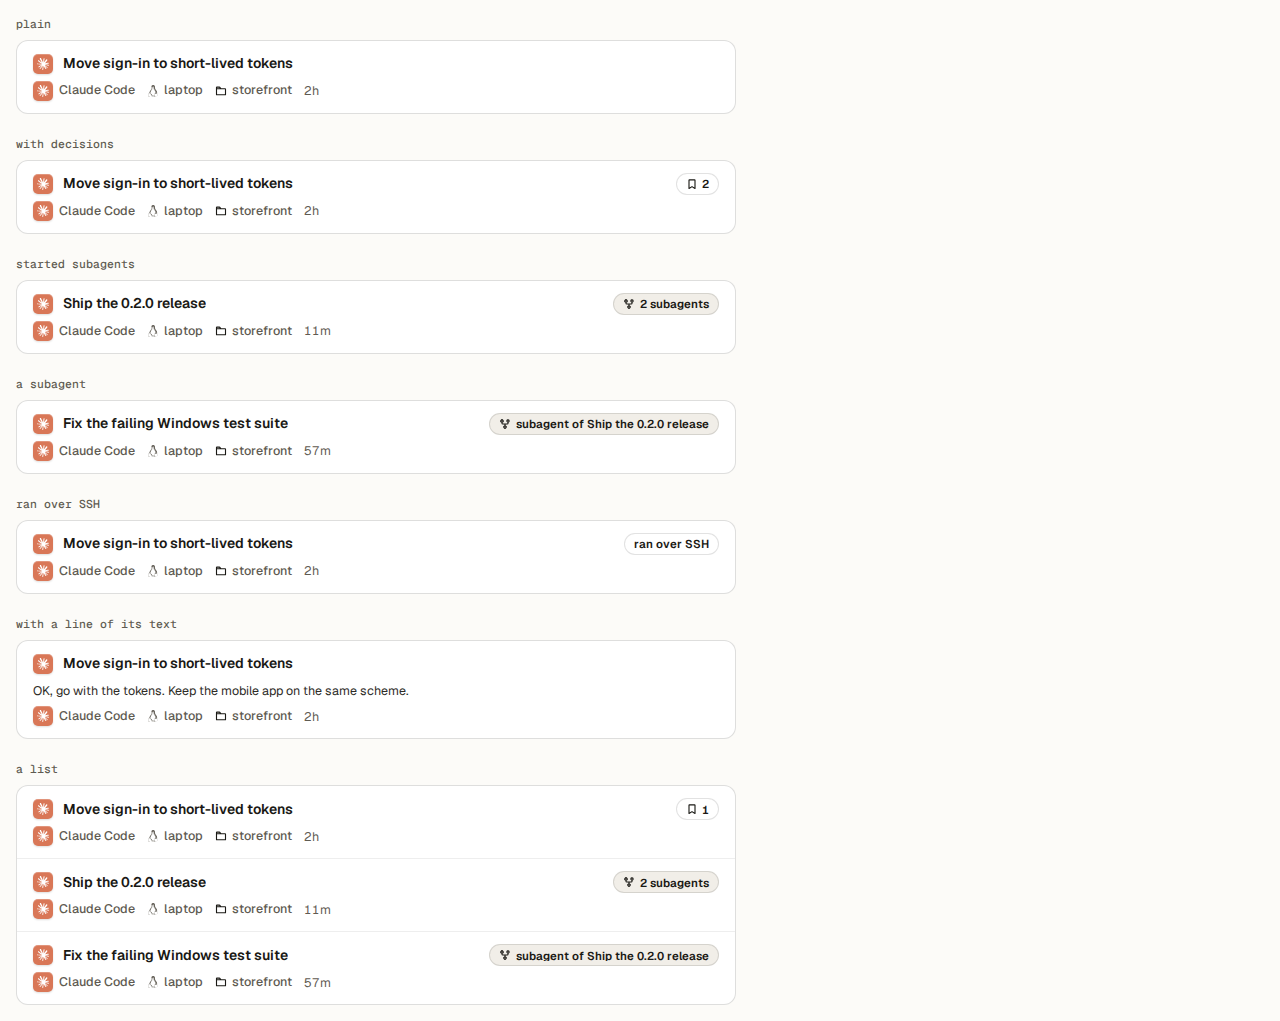 plain
Move sign-in to short-lived tokens
Claude Code laptop storefront 2h
with decisions
Move sign-in to short-lived tokens 2
Claude Code laptop storefront 2h
started subagents
Ship the 0.2.0 release 2 subagents
Claude Code laptop storefront 11m
a subagent
Fix the failing Windows test suite subagent of Ship the 0.2.0 release
Claude Code laptop storefront 57m
ran over SSH
Move sign-in to short-lived tokens ran over SSH
Claude Code laptop storefront 2h
with a line of its text
Move sign-in to short-lived tokens
OK, go with the tokens. Keep the mobile app on the same scheme.
Claude Code laptop storefront 2h
a list
Move sign-in to short-lived tokens 1
Claude Code laptop storefront 2h
Ship the 0.2.0 release 2 subagents
Claude Code laptop storefront 11m
Fix the failing Windows test suite subagent of Ship the 0.2.0 release
Claude Code laptop storefront 57m